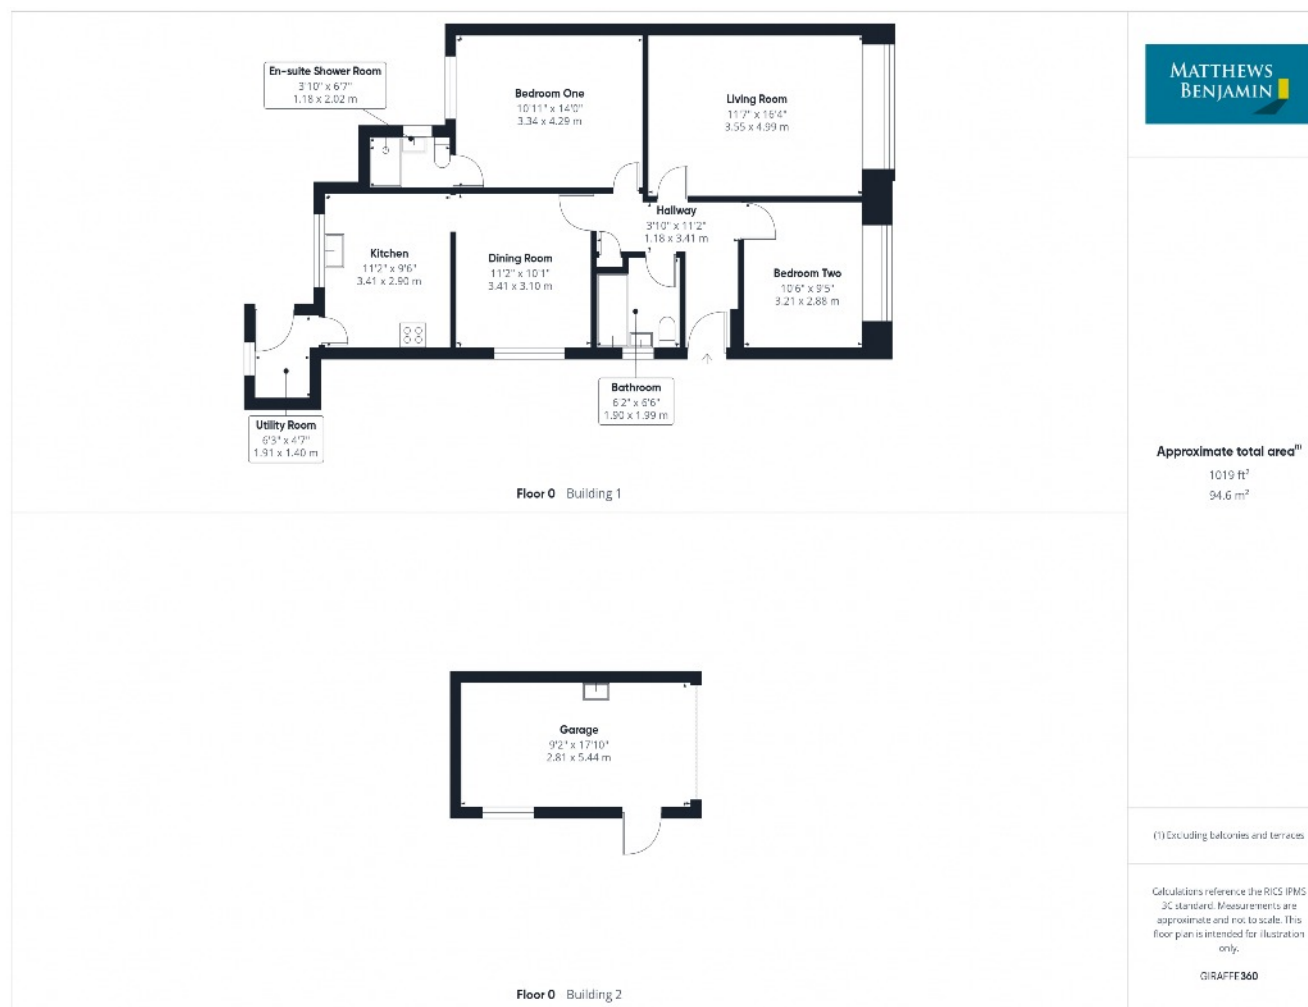 En-suite Shower Room
3'10" x 6'7"
1.18 x 2.02 m
Bedroom One
10'11" x 14'0"
3.34 x 4.29 m
Living Room
11'7" x 16'4"
3.55 x 4.99 m
Hallway
3'10" x 11'2"
1.18 x 3.41 m
Kitchen
11'2" x 9'6"
3.41 x 2.90 m
Dining Room
11'2" x 10'1"
3.41 x 3.10 m
Bedroom Two
10'6" x 9'5"
3.21 x 2.88 m
Bathroom
6'2" x 6'6"
1.90 x 1.99 m
Utility Room
6'3" x 4'7"
1.91 x 1.40 m
Floor 0 Building 1
Garage
9'2" x 17'10"
2.81 x 5.44 m
Floor 0 Building 2
MATTHEWS
BENJAMIN
Approximate total area⁽¹⁾
1019 ft²
94.6 m²
(1) Excluding balconies and terraces
Calculations reference the RICS IPMS
3C standard. Measurements are
approximate and not to scale. This
floor plan is intended for illustration
only.
GIRAFFE360